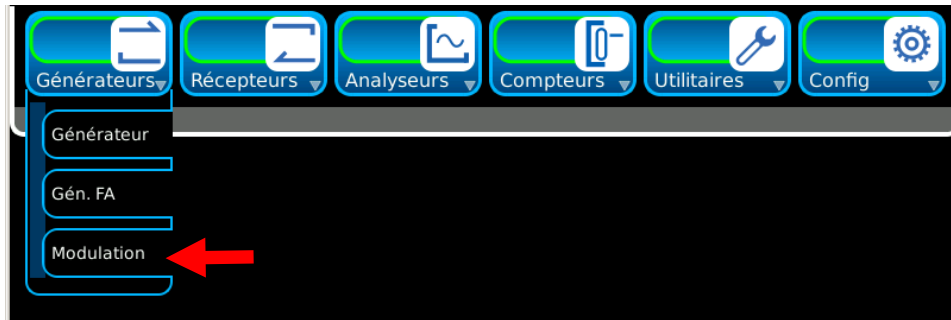 Générateurs Récepteurs Analyseurs Compteurs Utilitaires Config
Générateur
Gén. FA
Modulation